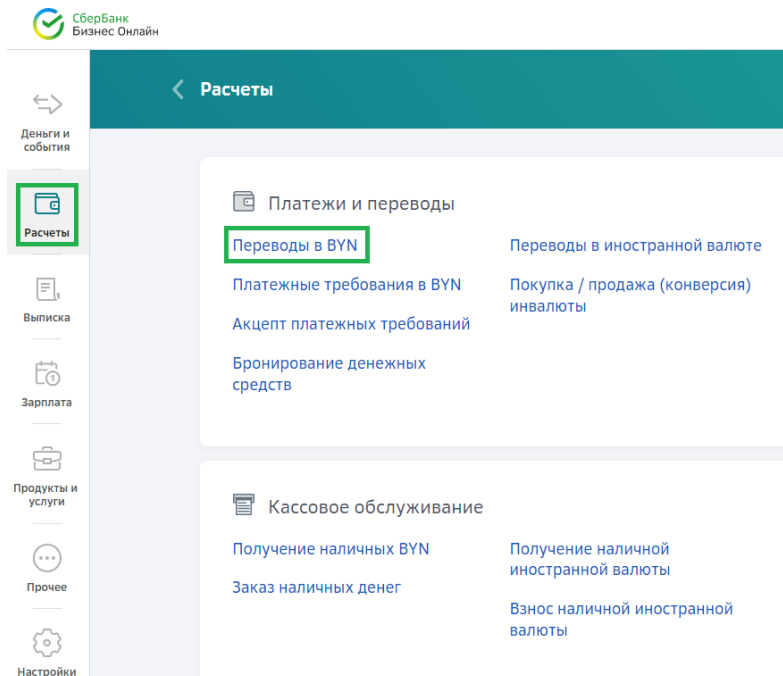 СберБанк
Бизнес Онлайн
Расчеты
Деньги и
события
Расчеты
Выписка
Зарплата
Продукты и
услуги
Прочее
Настройки
Платежи и переводы
Переводы в BYN
Платежные требования в BYN
Акцепт платежных требований
Бронирование денежных
средств
Переводы в иностранной валюте
Покупка / продажа (конверсия)
инвалюты
Кассовое обслуживание
Получение наличных BYN
Заказ наличных денег
Получение наличной
иностранной валюты
Взнос наличной иностранной
валюты